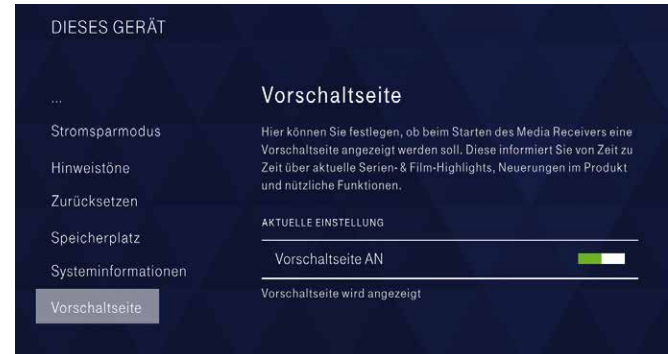 DIESES GERÄT
...
Stromsparmodus
Hinweistöne
Zurücksetzen
Speicherplatz
Systeminformationen
Vorschaltseite
Vorschaltseite
Hier können Sie festlegen, ob beim Starten des Media Receivers eine
Vorschaltseite angezeigt werden soll. Diese informiert Sie von Zeit zu
Zeit über aktuelle Serien- & Film-Highlights, Neuerungen im Produkt
und nützliche Funktionen.
AKTUELLE EINSTELLUNG
Vorschaltseite AN
Vorschaltseite wird angezeigt